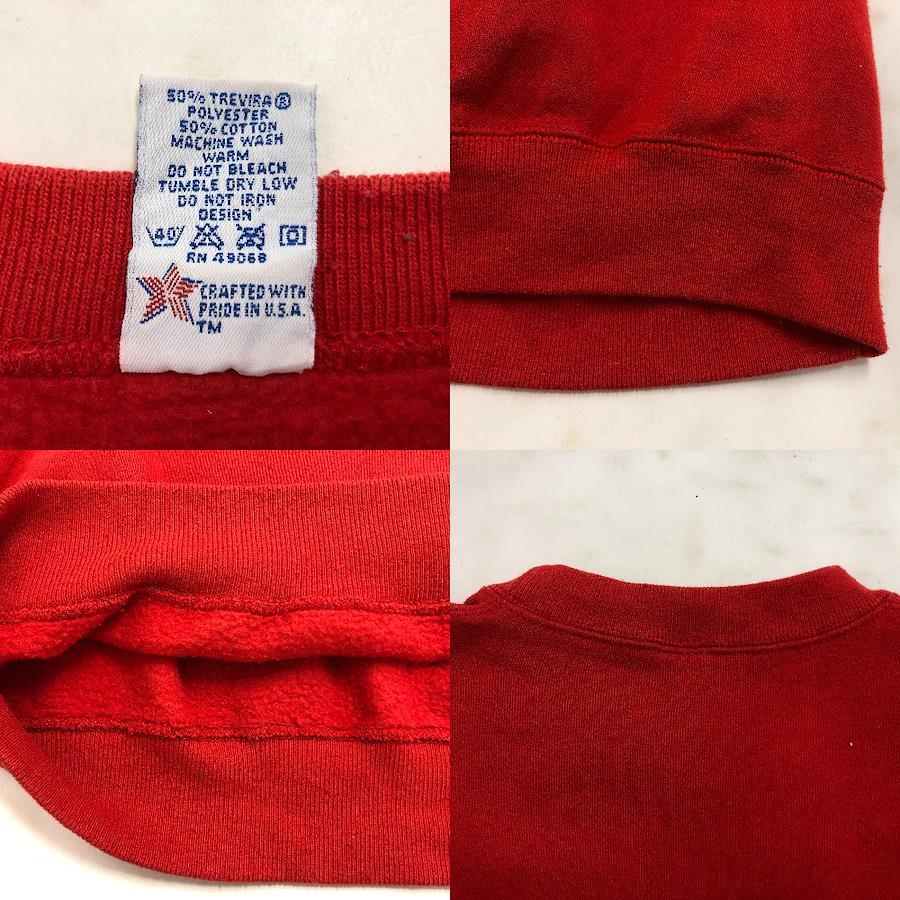 50% TREVIRA®
POLYESTER
50% COTTON
MACHINE WASH
WARM
DO NOT BLEACH
TUMBLE DRY LOW
DO NOT IRON
DESIGN
40
RN 49068
CRAFTED WITH
PRIDE IN U.S.A.
TM